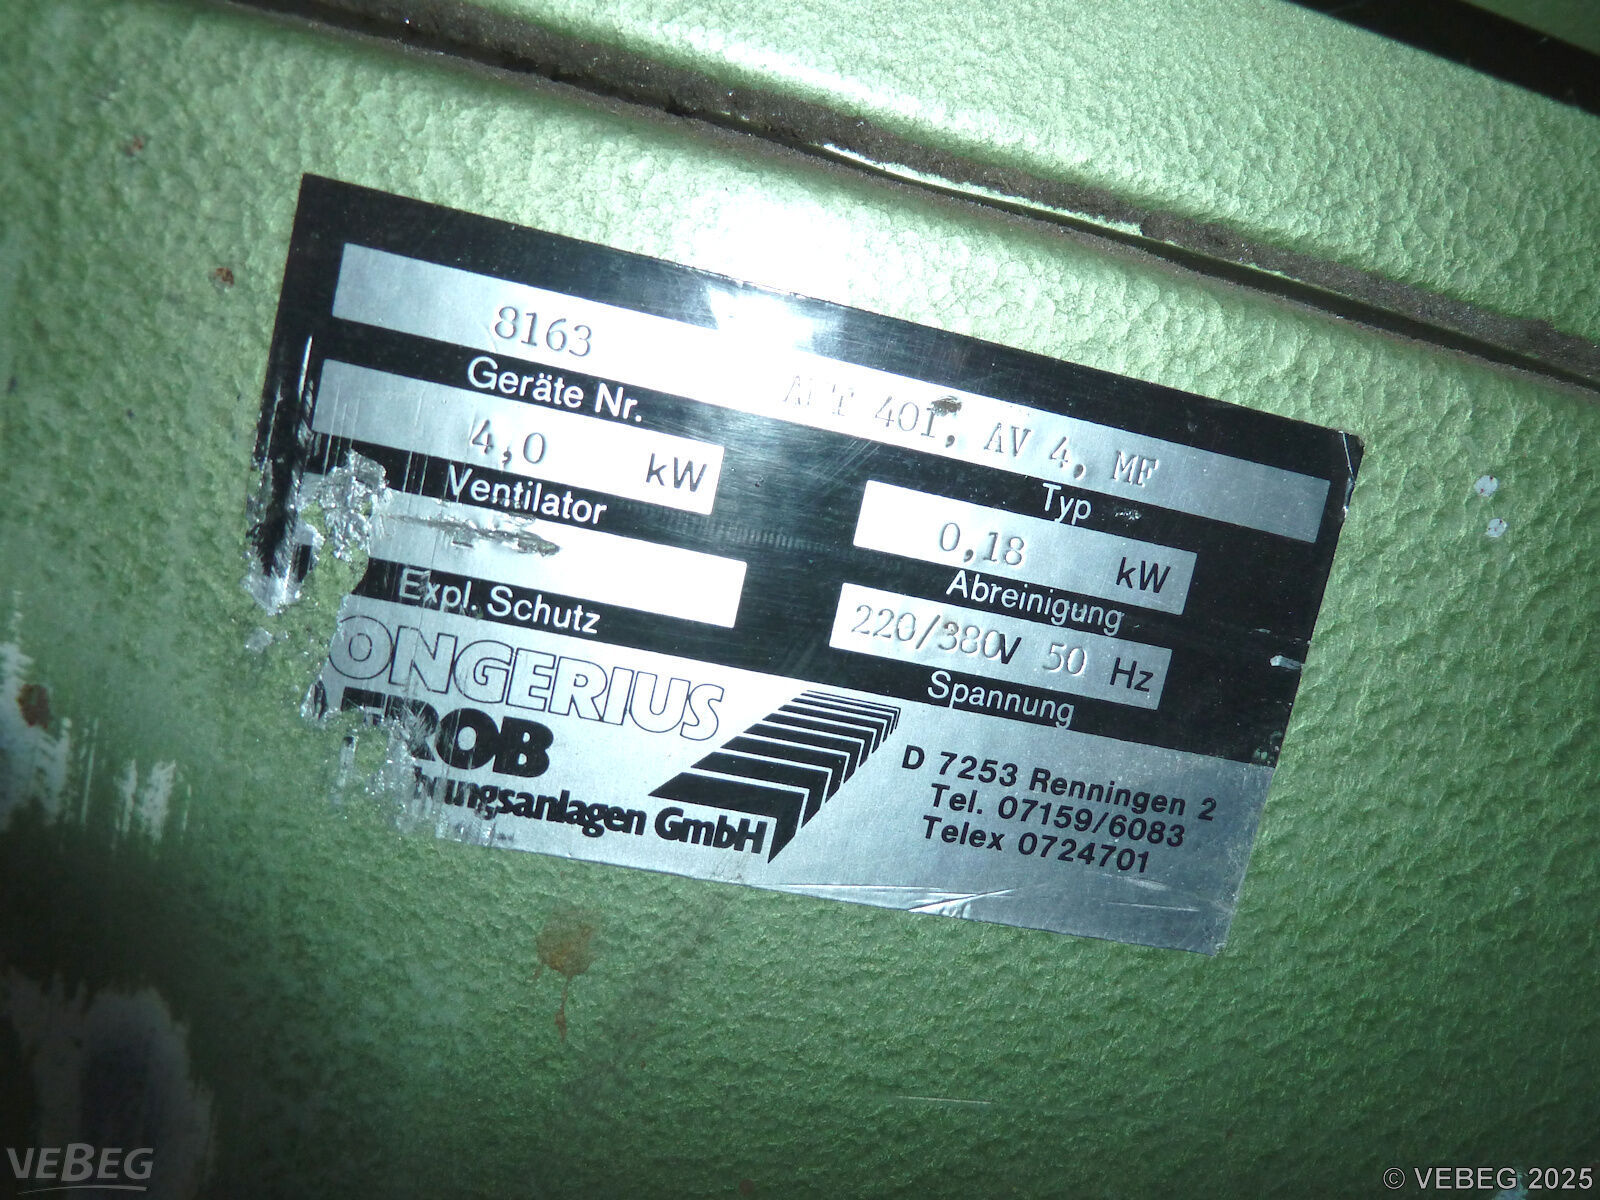 8163
Geräte Nr.
401, AV 4, MF
Typ
4,0 kW
Ventilator
0,18 kW
Abreinigung
Expl. Schutz
220/380V 50 Hz
Spannung
ONGERIUS
ROB
ungsanlagen GmbH
D 7253 Renningen 2
Tel. 07159/6083
Telex 0724701
VEBEG
© VEBEG 2025